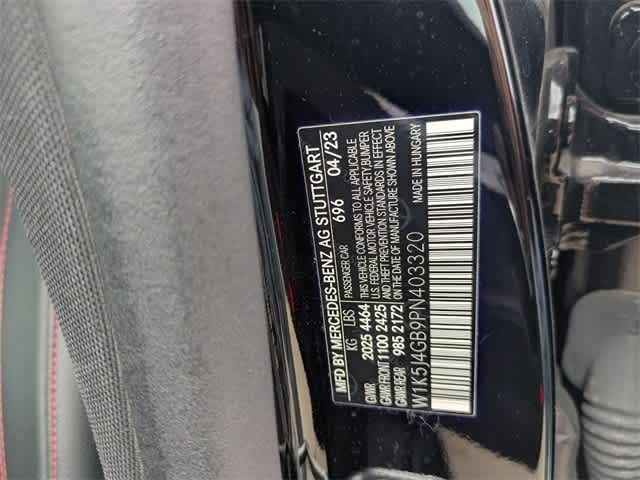 MFD BY MERCEDES-BENZ AG STUTTGART
696 04/23
PASSENGER CAR
KG LBS
GVWR 2025 4464
GAWR FRONT 1100 2425
GAWR REAR 985 2172
THIS VEHICLE CONFORMS TO ALL APPLICABLE
U.S. FEDERAL MOTOR VEHICLE SAFETY, BUMPER
AND THEFT PREVENTION STANDARDS IN EFFECT
ON THE DATE OF MANUFACTURE SHOWN ABOVE
MADE IN HUNGARY
W1K5J4GB9PN403320